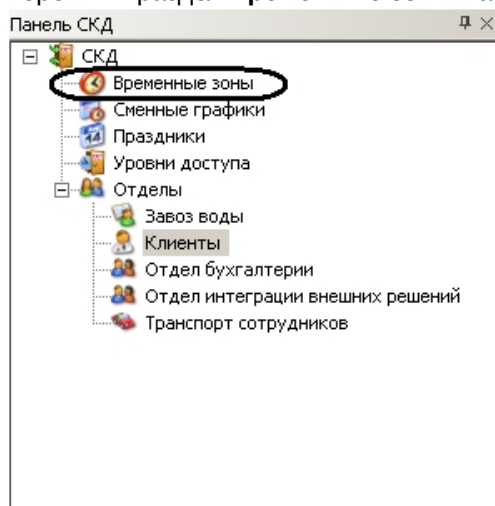 Панель СКД
СКД
Временные зоны
Сменные графики
Праздники
Уровни доступа
Отделы
Завоз воды
Клиенты
Отдел бухгалтерии
Отдел интеграции внешних решений
Транспорт сотрудников